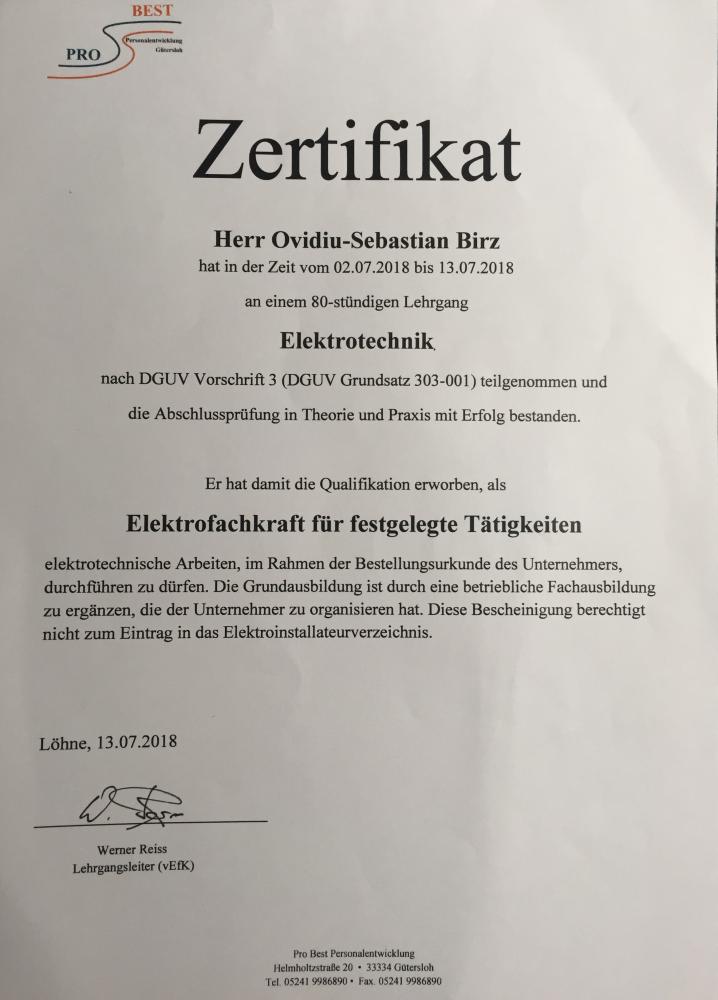 BEST
Personalentwicklung
PRO
Gütersloh
Zertifikat
Herr Ovidiu-Sebastian Birz
hat in der Zeit vom 02.07.2018 bis 13.07.2018
an einem 80-stündigen Lehrgang
Elektrotechnik
nach DGUV Vorschrift 3 (DGUV Grundsatz 303-001) teilgenommen und
die Abschlussprüfung in Theorie und Praxis mit Erfolg bestanden.
Er hat damit die Qualifikation erworben, als
Elektrofachkraft für festgelegte Tätigkeiten
elektrotechnische Arbeiten, im Rahmen der Bestellungsurkunde des Unternehmers,
durchführen zu dürfen. Die Grundausbildung ist durch eine betriebliche Fachausbildung
zu ergänzen, die der Unternehmer zu organisieren hat. Diese Bescheinigung berechtigt
nicht zum Eintrag in das Elektroinstallateurverzeichnis.
Löhne, 13.07.2018
Werner Reiss
Lehrgangsleiter (vEfK)
Pro Best Personalentwicklung
Helmholtzstraße 20 • 33334 Gütersloh
Tel. 05241 9986890 • Fax. 05241 9986890